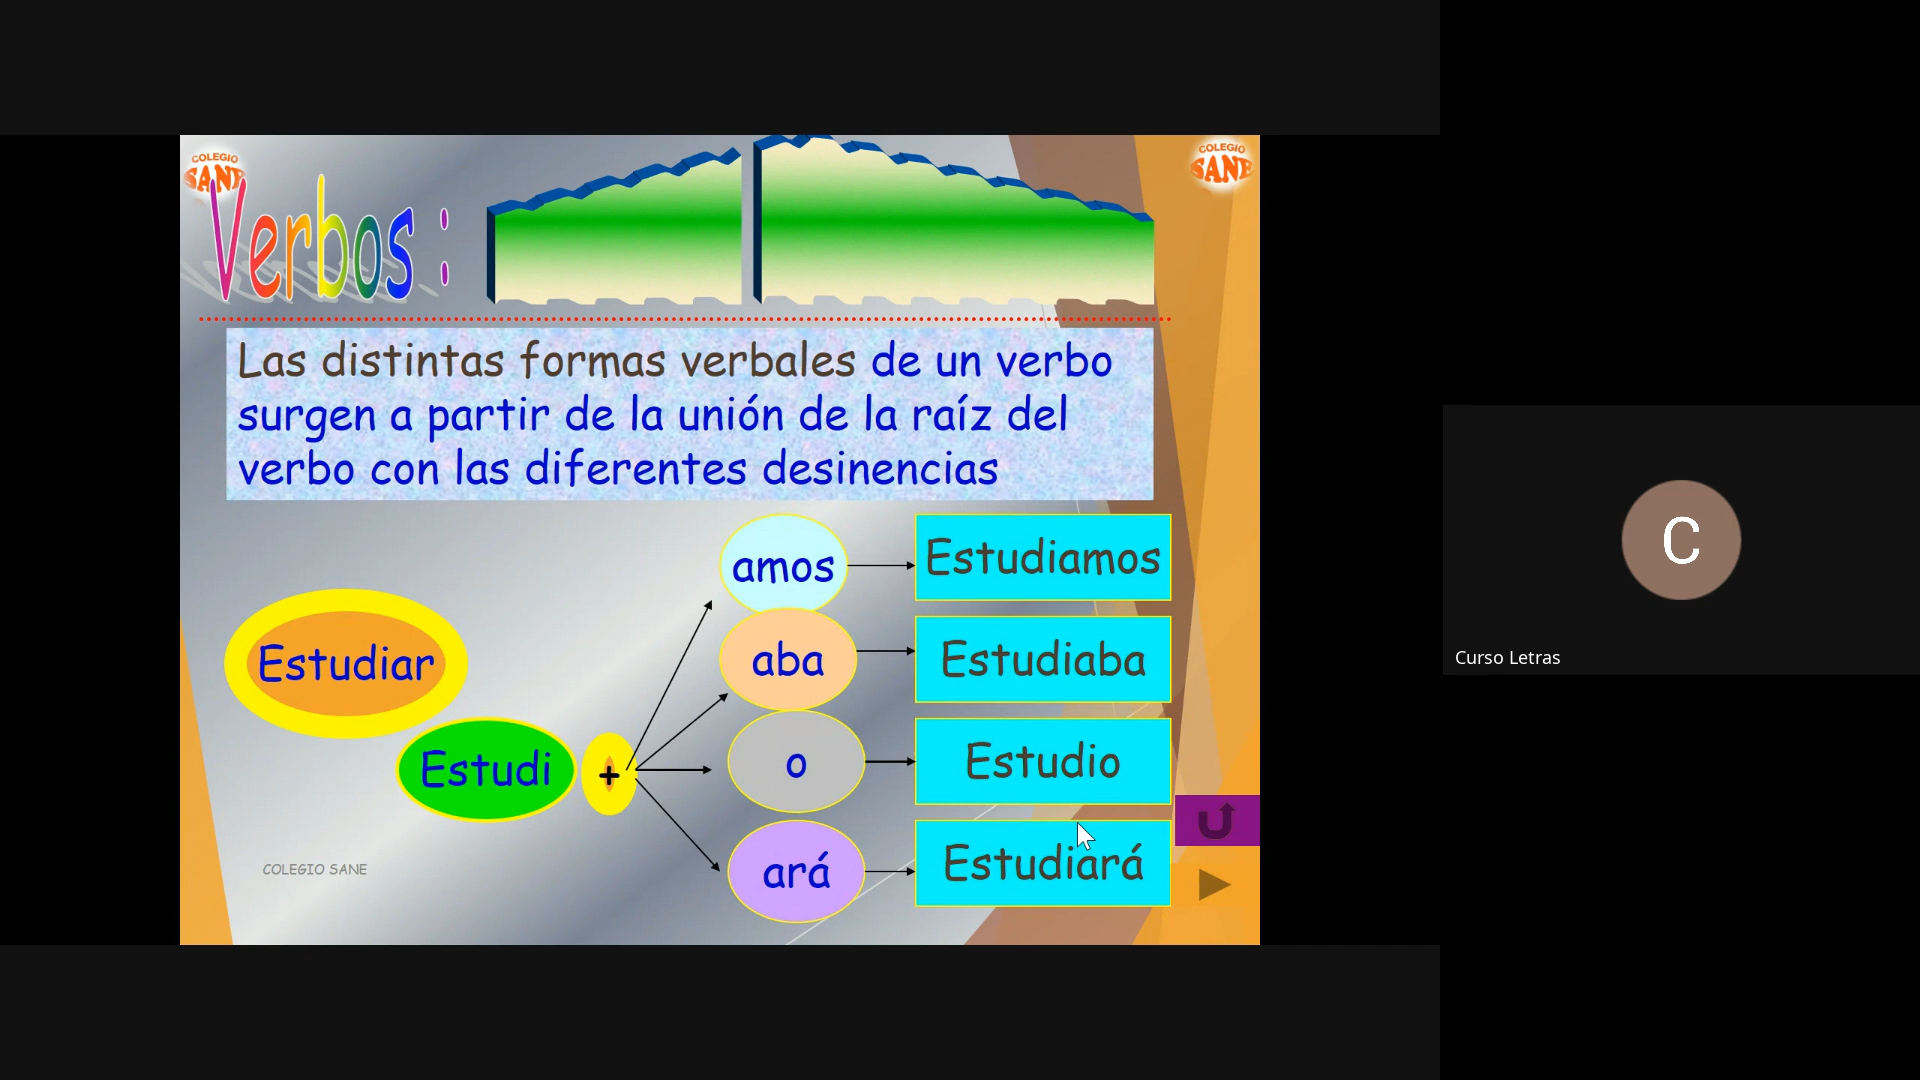 COLEGIO
SANE
COLEGIO
SANE
Verbos :
Las distintas formas verbales de un verbo
surgen a partir de la unión de la raíz del
verbo con las diferentes desinencias
amos
Estudiamos
Estudiar
aba
Estudiaba
Estudi
+
o
Estudio
ará
Estudiará
COLEGIO SANE
C
Curso Letras